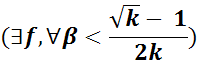 (∃f,∀β < (√k − 1)/(2k))